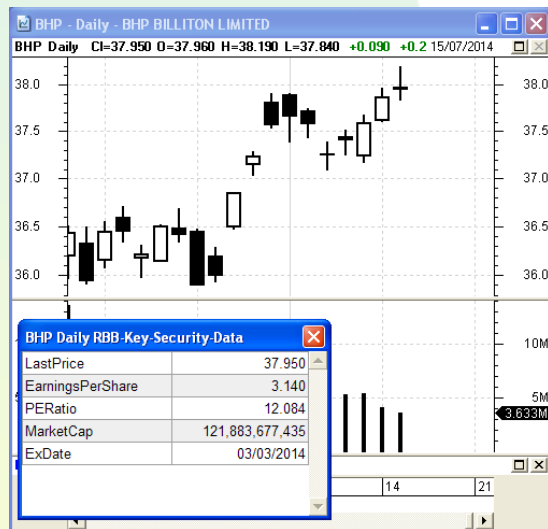 BHP - Daily - BHP BILLITON LIMITED
BHP Daily Cl=37.950 O=37.960 H=38.190 L=37.840 +0.090 +0.2 15/07/2014
38.0 38.0
37.5 37.5
37.0 37.0
36.5 36.5
36.0 36.0
10M
BHP Daily RBB-Key-Security-Data
LastPrice 37.950
EarningsPerShare 3.140
5M
PERatio 12.084
3.633M
MarketCap 121,883,677,435
ExDate 03/03/2014
14 21